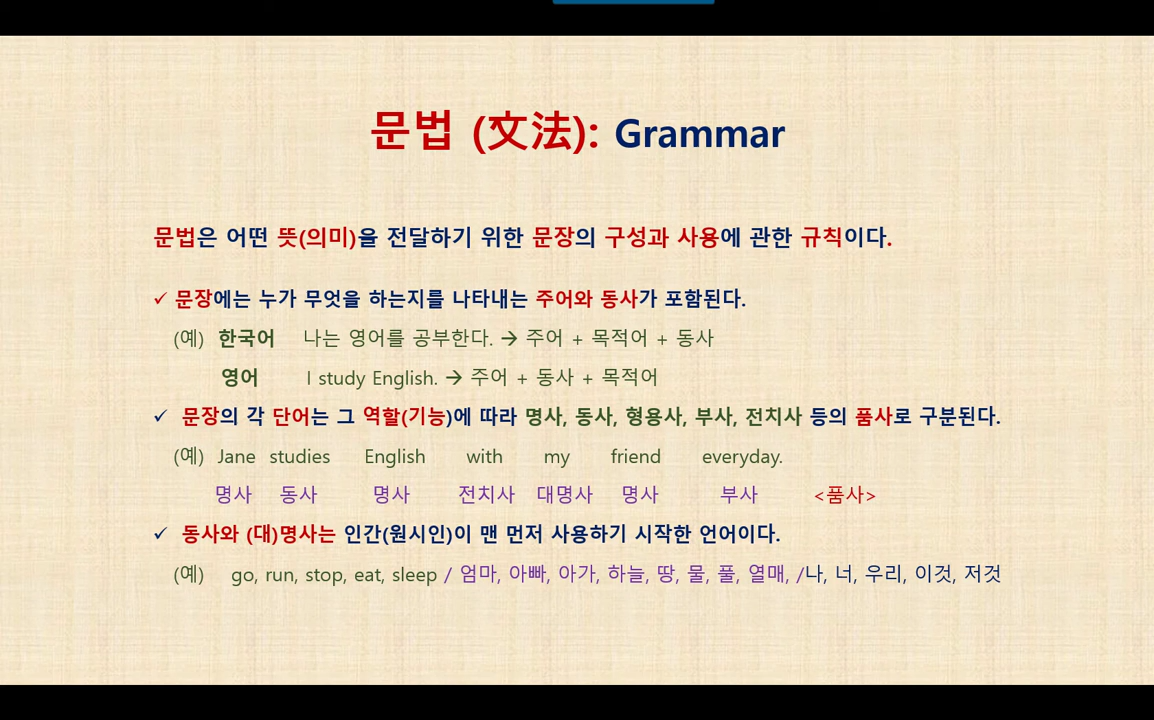 문법 (文法): Grammar
문법은 어떤 뜻(의미)을 전달하기 위한 문장의 구성과 사용에 관한 규칙이다.
✓ 문장에는 누가 무엇을 하는지를 나타내는 주어와 동사가 포함된다.
(예) 한국어 나는 영어를 공부한다. → 주어 + 목적어 + 동사
영어 I study English. → 주어 + 동사 + 목적어
✓ 문장의 각 단어는 그 역할(기능)에 따라 명사, 동사, 형용사, 부사, 전치사 등의 품사로 구분된다.
(예) Jane studies English with my friend everyday.
명사 동사 명사 전치사 대명사 명사 부사 <품사>
✓ 동사와 (대)명사는 인간(원시인)이 맨 먼저 사용하기 시작한 언어이다.
(예) go, run, stop, eat, sleep / 엄마, 아빠, 아가, 하늘, 땅, 물, 풀, 열매, /나, 너, 우리, 이것, 저것